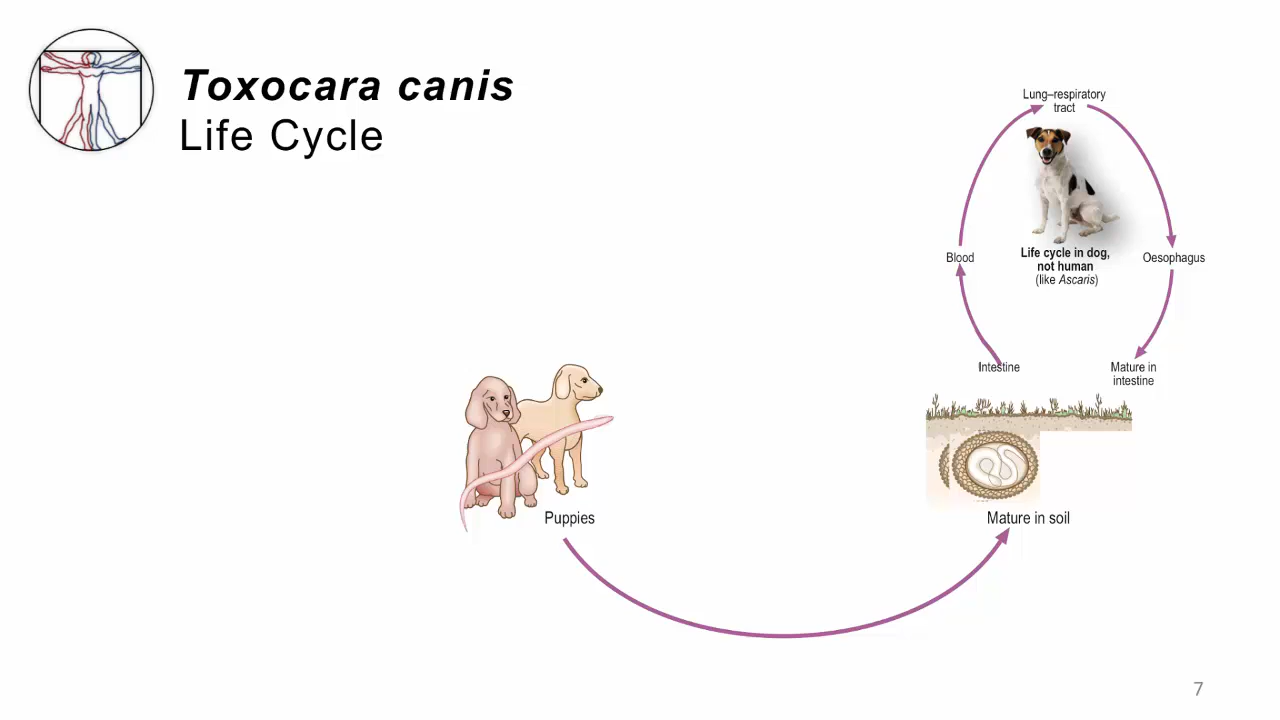 Toxocara canis
Life Cycle
Lung–respiratory
tract
Blood
Life cycle in dog,
not human
(like Ascaris)
Oesophagus
Intestine
Mature in
intestine
Puppies
Mature in soil
7